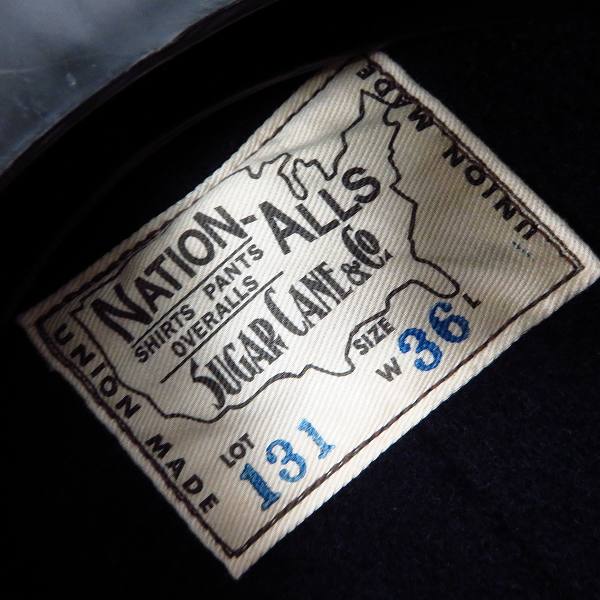 NATION-ALLS
SHIRTS PANTS
OVERALLS
SUGAR CANE & Co.
UNION MADE
UNION MADE
LOT 131
SIZE
W 36 L